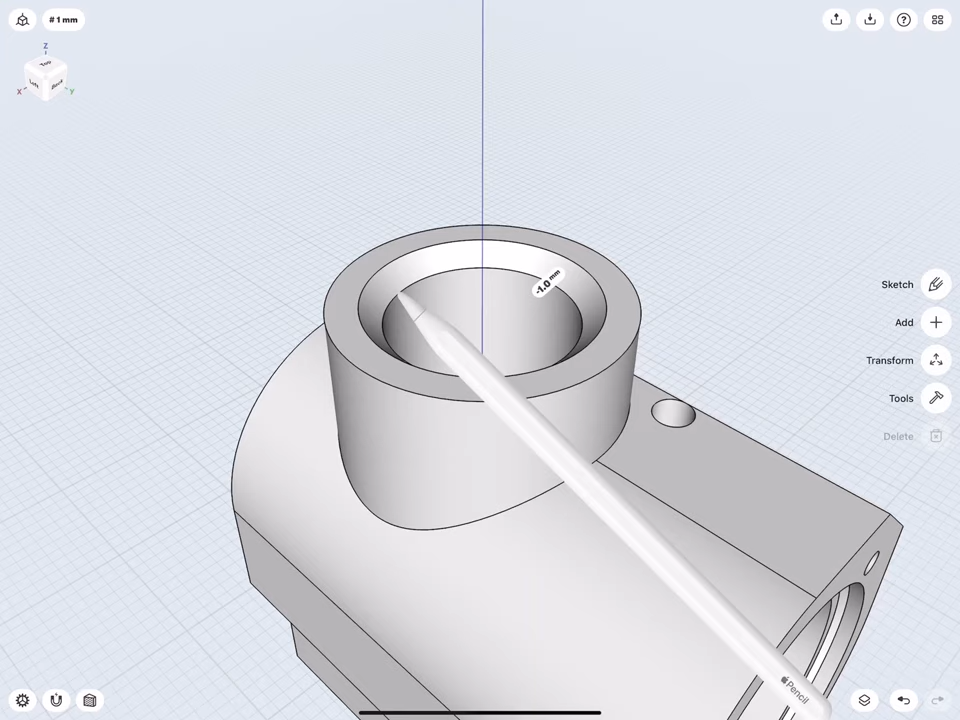 # 1 mm
Z
Top
Left
Back
X
Y
-1.0 mm
Sketch
Add
Transform
Tools
Delete
Pencil